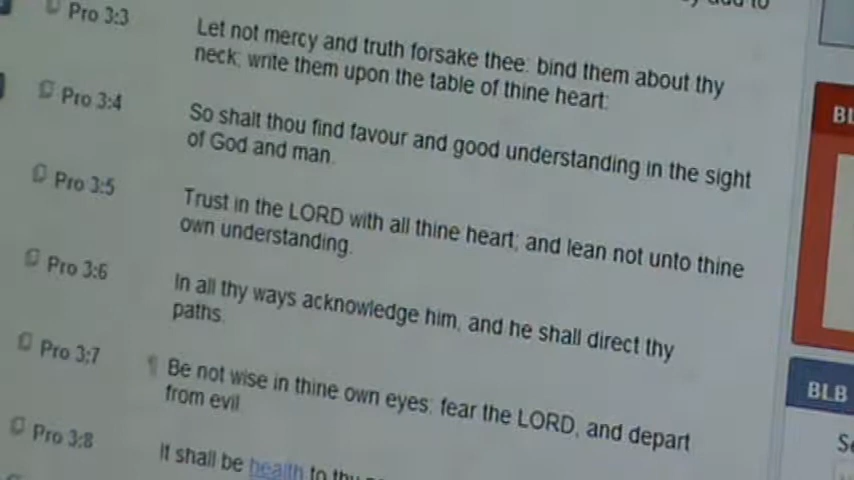 add to
Pro 3:3
Let not mercy and truth forsake thee: bind them about thy
neck; write them upon the table of thine heart:
Pro 3:4
So shalt thou find favour and good understanding in the sight
of God and man.
Pro 3:5
Trust in the LORD with all thine heart; and lean not unto thine
own understanding.
Pro 3:6
In all thy ways acknowledge him, and he shall direct thy
paths.
Pro 3:7
¶ Be not wise in thine own eyes: fear the LORD, and depart
from evil.
Pro 3:8
It shall be health to thy
BL
BLB